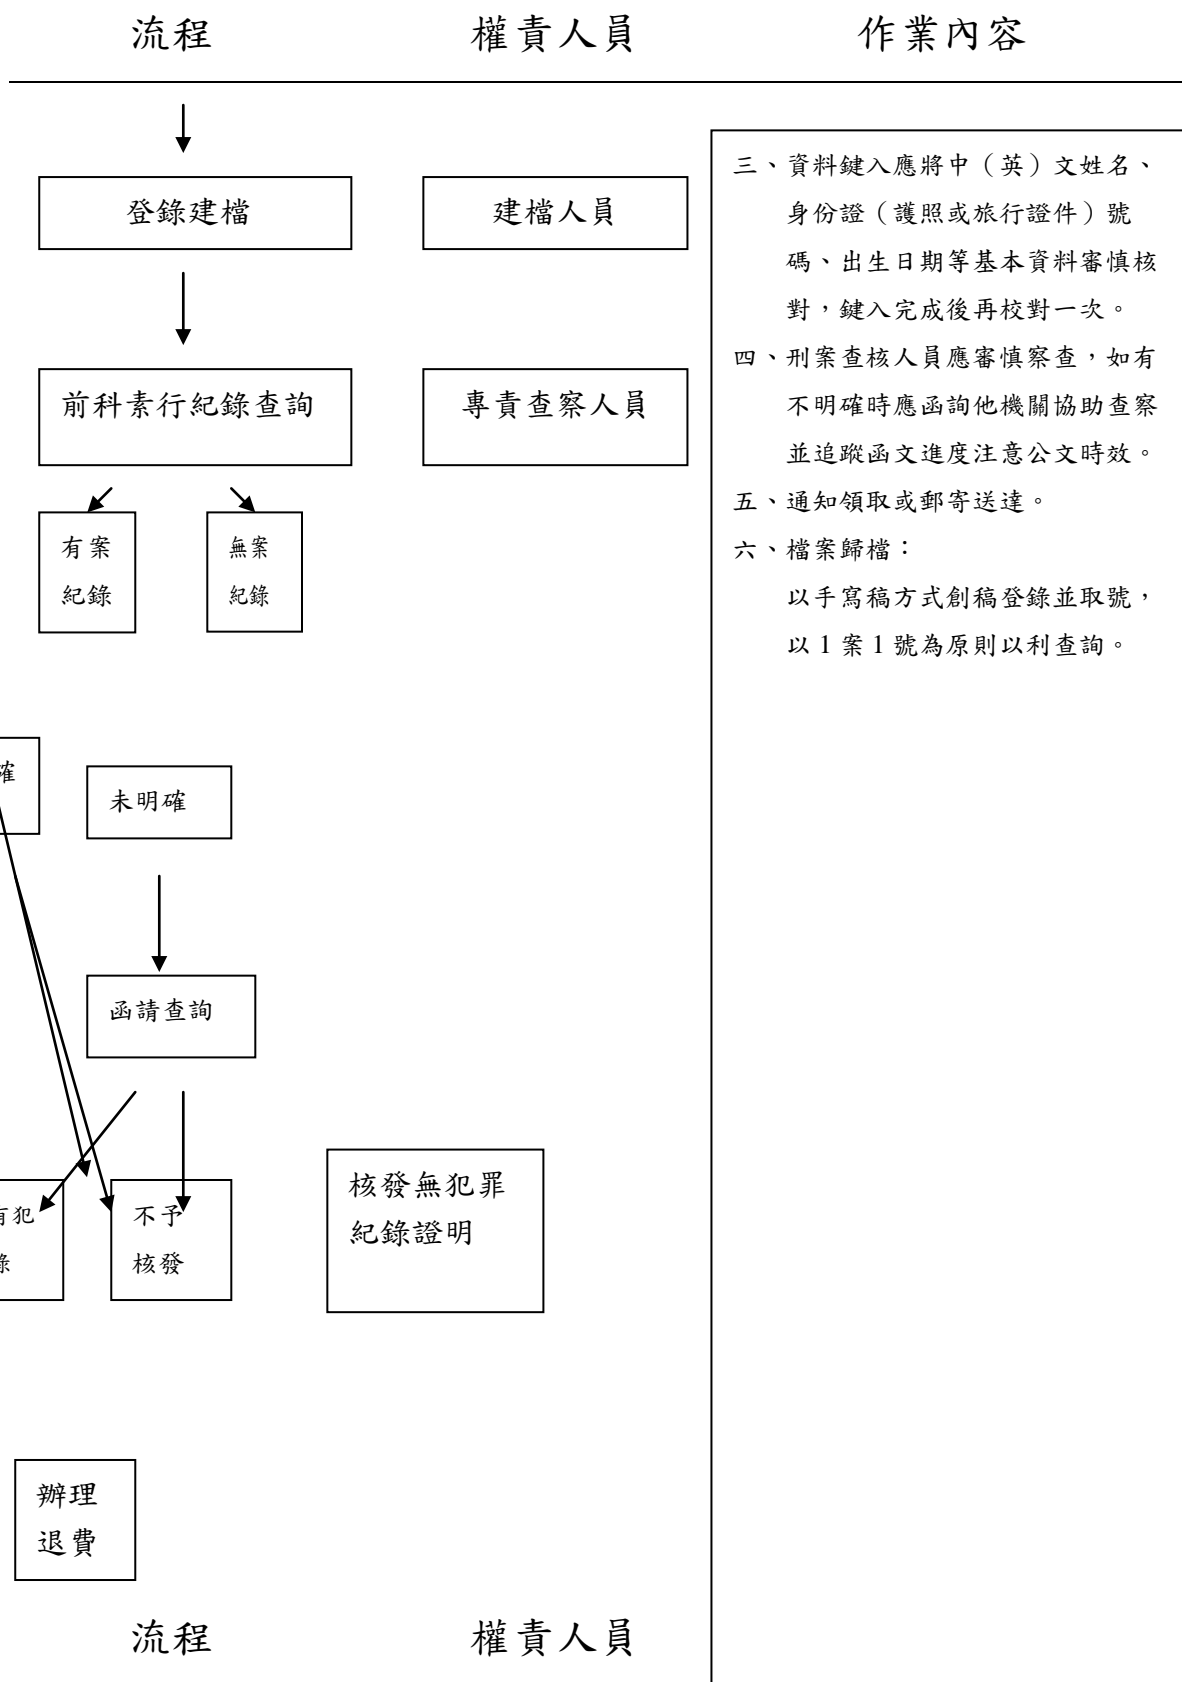 流程 權責人員 作業內容
登錄建檔 建檔人員
前科素行紀錄查詢 專責查察人員
有案
紀錄
無案
紀錄
三、資料鍵入應將中（英）文姓名、
身份證（護照或旅行證件）號
碼、出生日期等基本資料審慎核
對，鍵入完成後再校對一次。
四、刑案查核人員應審慎察查，如有
不明確時應函詢他機關協助查察
並追蹤函文進度注意公文時效。
五、通知領取或郵寄送達。
六、檔案歸檔：
以手寫稿方式創稿登錄並取號，
以1案1號為原則以利查詢。
確
未明確
函請查詢
有犯
錄
不予
核發
核發無犯罪
紀錄證明
辦理
退費
流程 權責人員